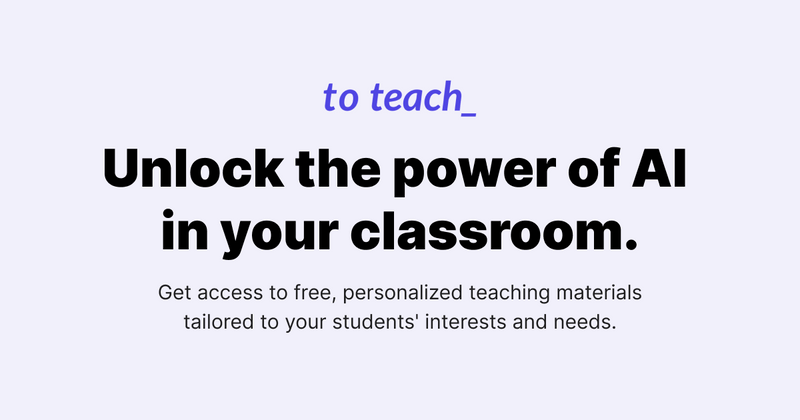 to teach_
Unlock the power of AI
in your classroom.
Get access to free, personalized teaching materials
tailored to your students' interests and needs.